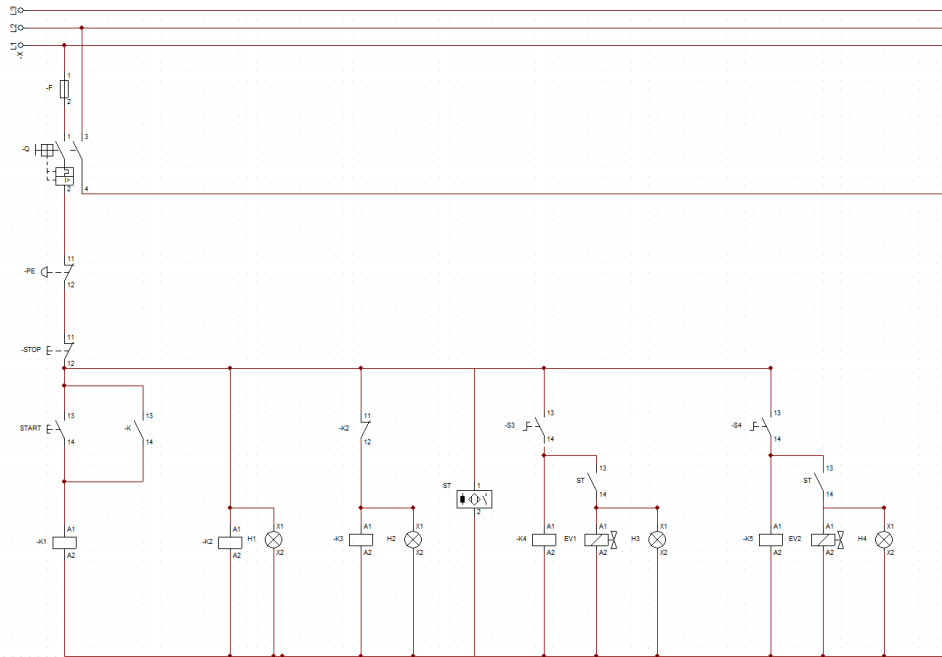 L3
L2
L1
-X
1
-F
2
1 3
-Q
I>
2 4
11
-PE
12
11
-STOP
12
13 13
START -K
14 14
11
-K2
12
13
-S3
14
13
ST
14
13
-S4
14
13
ST
14
ST 1
2
A1
-K1
A2
A1 X1
-K2 H1
A2 X2
A1 X1
-K3 H2
A2 X2
A1 A1 X1
-K4 EV1 H3
A2 A2 X2
A1 A1 X1
-K5 EV2 H4
A2 A2 X2